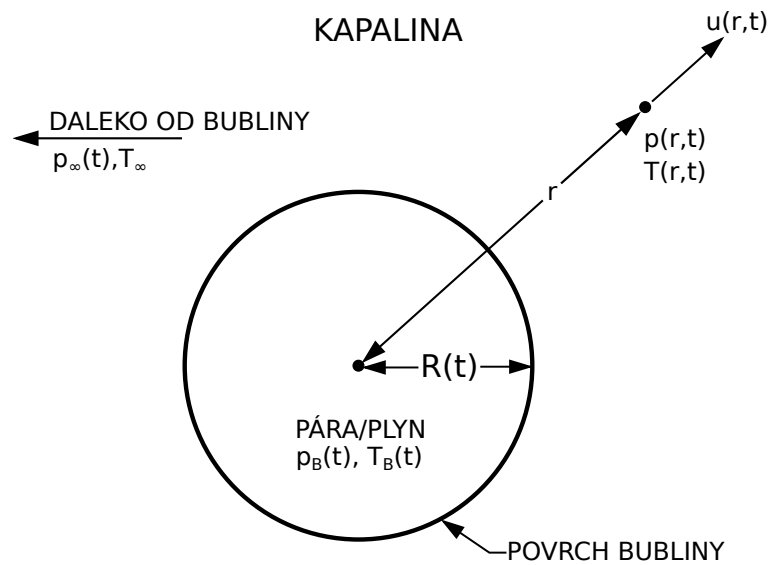 KAPALINA
u(r,t)
DALEKO OD BUBLINY
p∞(t),T∞
p(r,t)
T(r,t)
r
R(t)
PÁRA/PLYN
pB(t), TB(t)
POVRCH BUBLINY